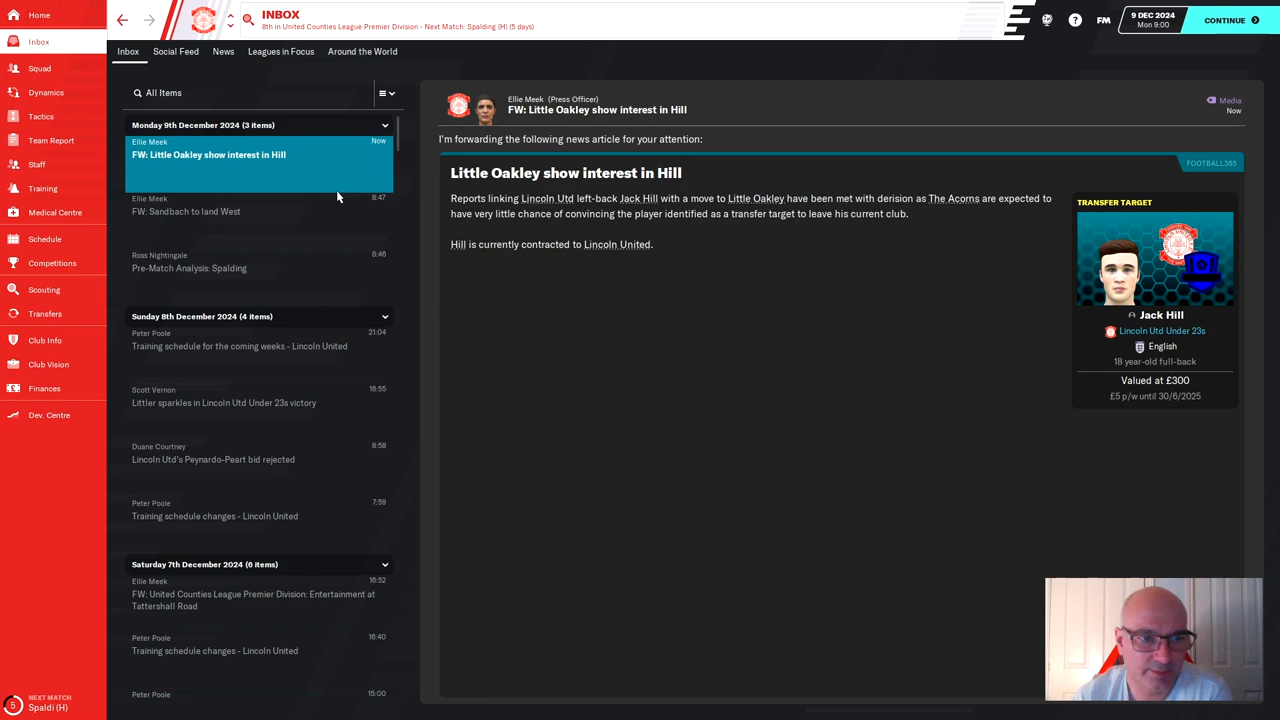 Home
Inbox
Squad
Dynamics
Tactics
Team Report
Staff
Training
Medical Centre
Schedule
Competitions
Scouting
Transfers
Club Info
Club Vision
Finances
Dev. Centre
5
NEXT MATCH
Spaldi (H)
INBOX
8th in United Counties League Premier Division - Next Match: Spalding (H) (5 days)
?
FM
9 DEC 2024
Mon 9:00
CONTINUE
Inbox
Social Feed
News
Leagues in Focus
Around the World
All Items
Monday 9th December 2024 (3 items)
Ellie Meek
Now
FW: Little Oakley show interest in Hill
Ellie Meek
8:47
FW: Sandbach to land West
Ross Nightingale
8:46
Pre-Match Analysis: Spalding
Sunday 8th December 2024 (4 items)
Peter Poole
21:04
Training schedule for the coming weeks - Lincoln United
Scott Vernon
16:55
Littler sparkles in Lincoln Utd Under 23s victory
Duane Courtney
8:58
Lincoln Utd's Peynardo-Peart bid rejected
Peter Poole
7:59
Training schedule changes - Lincoln United
Saturday 7th December 2024 (6 items)
Ellie Meek
16:52
FW: United Counties League Premier Division: Entertainment at
Tattershall Road
Peter Poole
16:40
Training schedule changes - Lincoln United
Peter Poole
15:00
Ellie Meek (Press Officer)
FW: Little Oakley show interest in Hill
Media
Now
I'm forwarding the following news article for your attention:
FOOTBALL365
Little Oakley show interest in Hill
Reports linking Lincoln Utd left-back Jack Hill with a move to Little Oakley have been met with derision as The Acorns are expected to
have very little chance of convincing the player identified as a transfer target to leave his current club.
Hill is currently contracted to Lincoln United.
TRANSFER TARGET
Jack Hill
Lincoln Utd Under 23s
English
18 year-old full-back
Valued at £300
£5 p/w until 30/6/2025